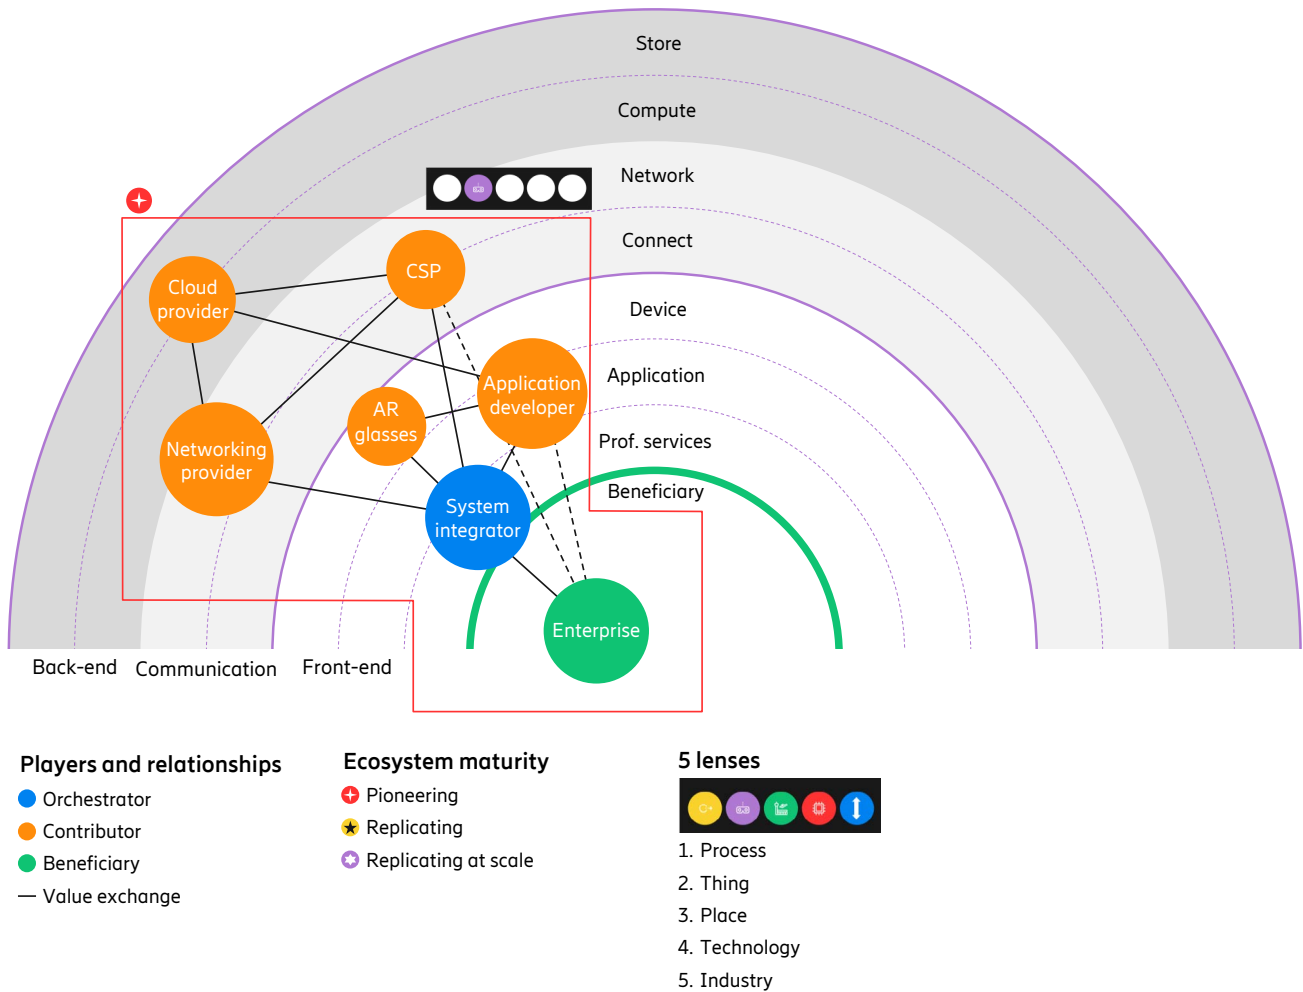 Store
Compute
Network
Connect
Device
Application
Prof. services
Beneficiary
Cloud
provider
CSP
Application
developer
AR
glasses
Networking
provider
System
integrator
Enterprise
Back-end
Communication
Front-end
Players and relationships
Orchestrator
Contributor
Beneficiary
Value exchange
Ecosystem maturity
Pioneering
Replicating
Replicating at scale
5 lenses
1. Process
2. Thing
3. Place
4. Technology
5. Industry